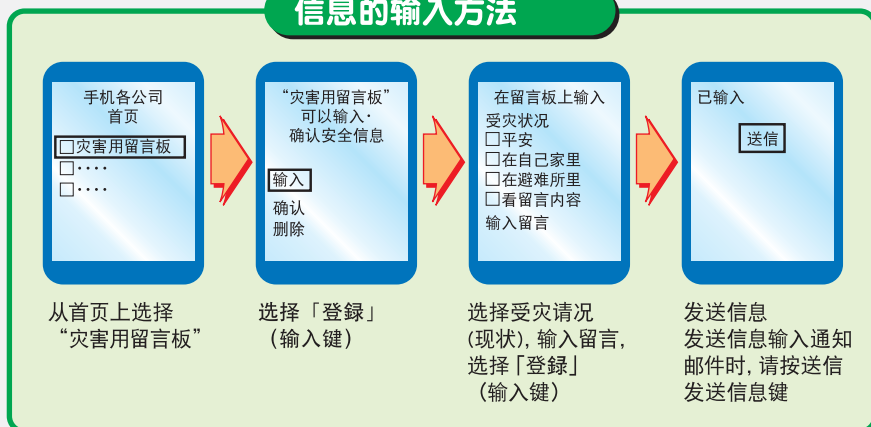 信息的输入方法
手机各公司
首页
□灾害用留言板
□····
□····
从首页上选择
“灾害用留言板”
“灾害用留言板”
可以输入·
确认安全信息
输入
确认
删除
选择「登録」
（输入键）
在留言板上输入
受灾状况
□平安
□在自己家里
□在避难所里
□看留言内容
输入留言
选择受灾请况
(现状), 输入留言,
选择「登録」
（输入键）
已输入
送信
发送信息
发送信息输入通知
邮件时, 请按送信
发送信息键